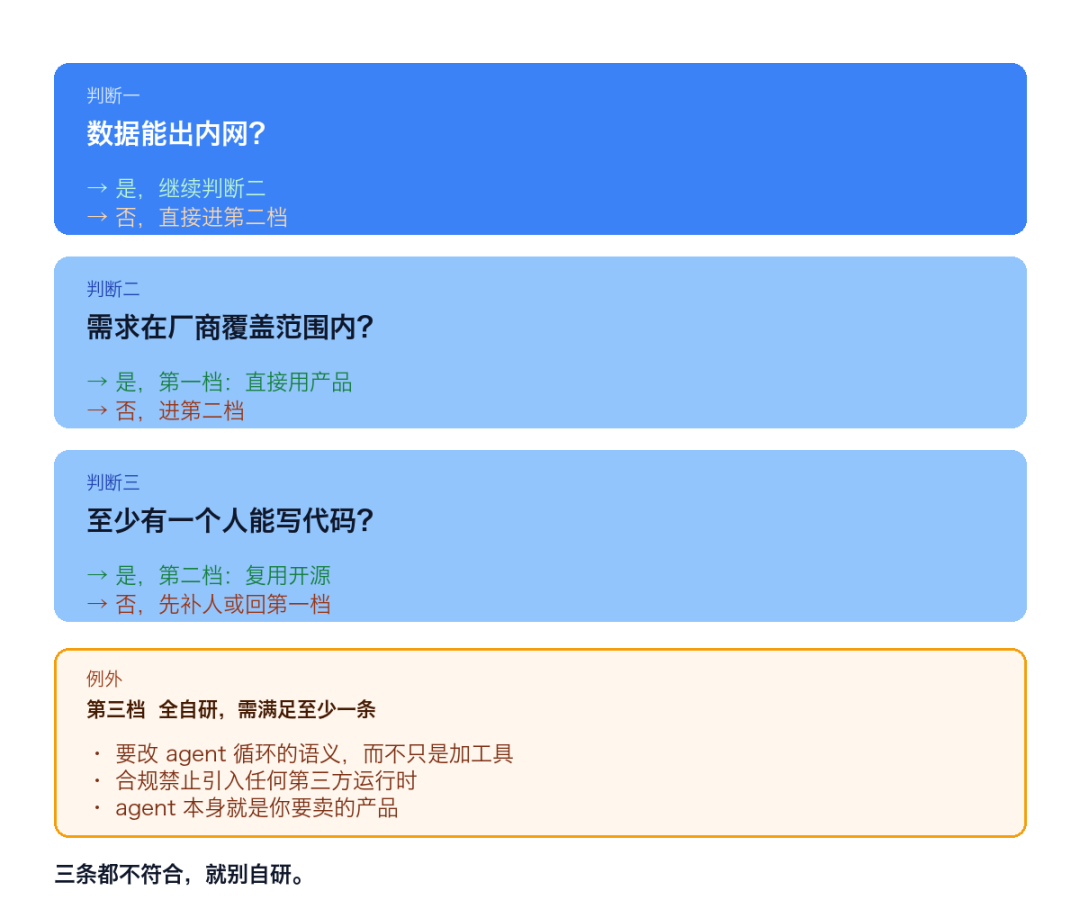 判断一
数据能出内网？
→ 是，继续判断二
→ 否，直接进第二档
判断二
需求在厂商覆盖范围内？
→ 是，第一档：直接用产品
→ 否，进第二档
判断三
至少有一个人能写代码？
→ 是，第二档：复用开源
→ 否，先补人或回第一档
例外
第三档 全自研，需满足至少一条
· 要改 agent 循环的语义，而不只是加工具
· 合规禁止引入任何第三方运行时
· agent 本身就是你要卖的产品
三条都不符合，就别自研。